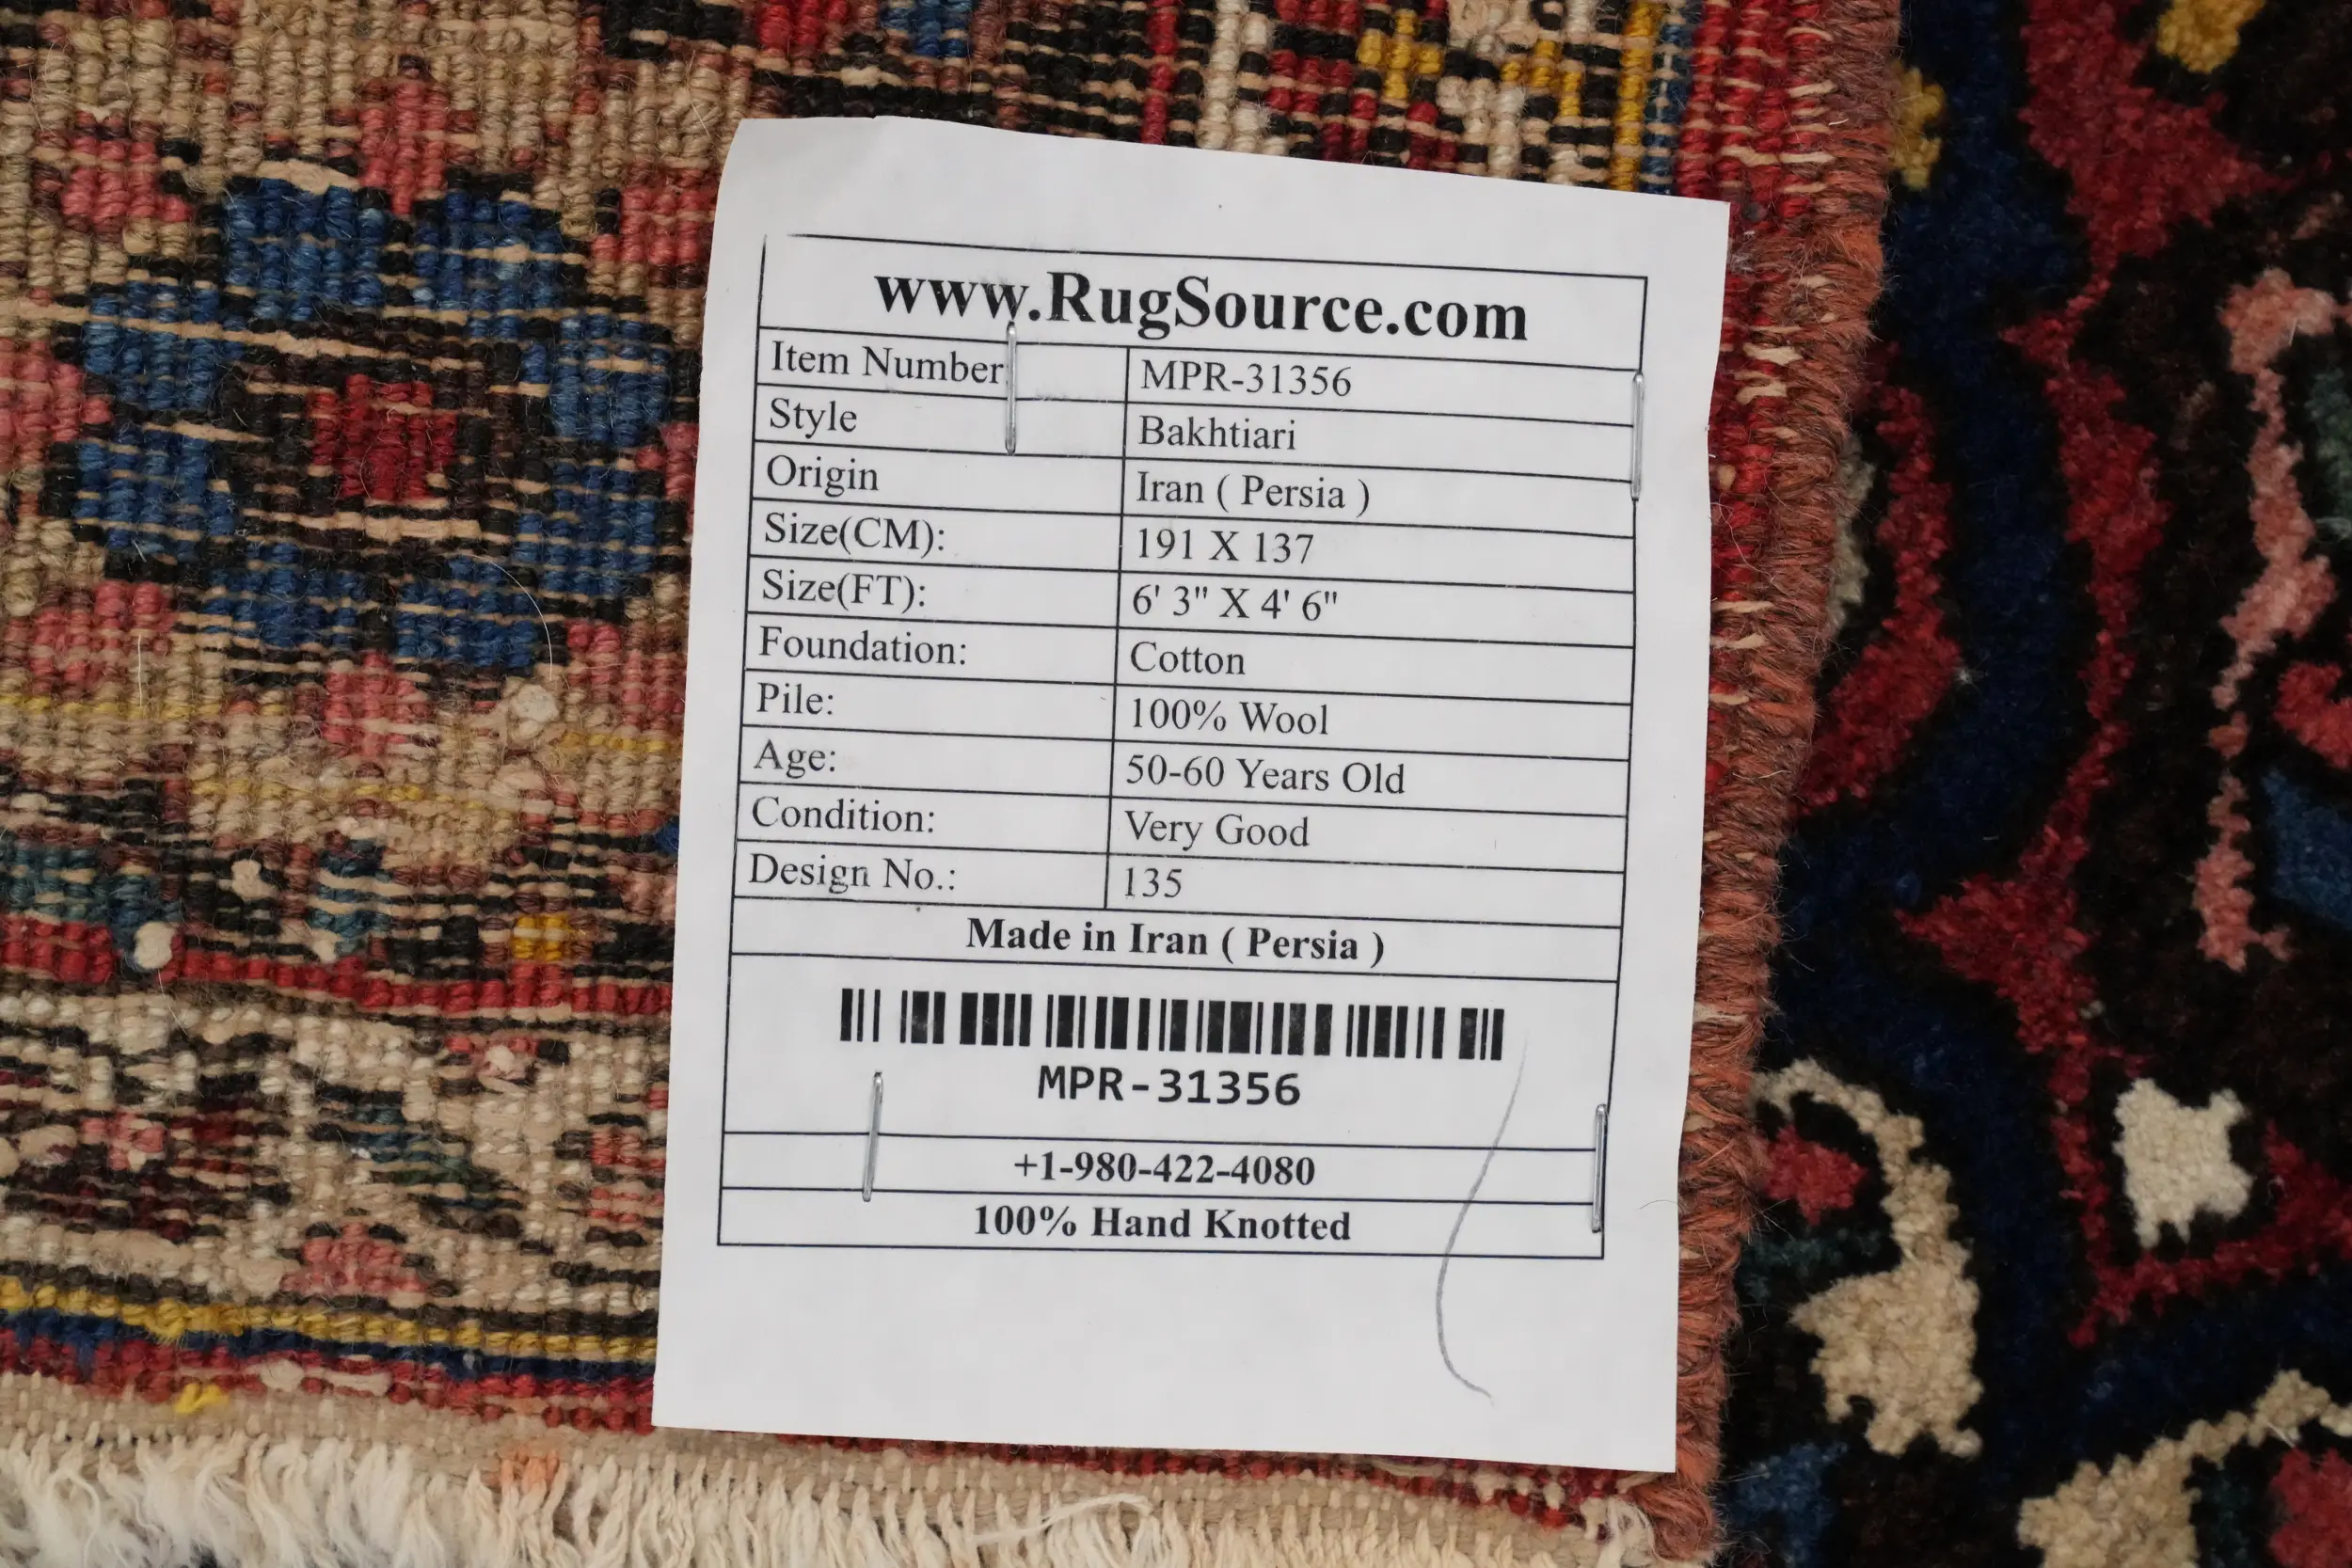 www.RugSource.com
Item Number MPR-31356
Style Bakhtiari
Origin Iran ( Persia )
Size(CM): 191 X 137
Size(FT): 6' 3" X 4' 6"
Foundation: Cotton
Pile: 100% Wool
Age: 50-60 Years Old
Condition: Very Good
Design No.: 135
Made in Iran ( Persia )
MPR-31356
+1-980-422-4080
100% Hand Knotted